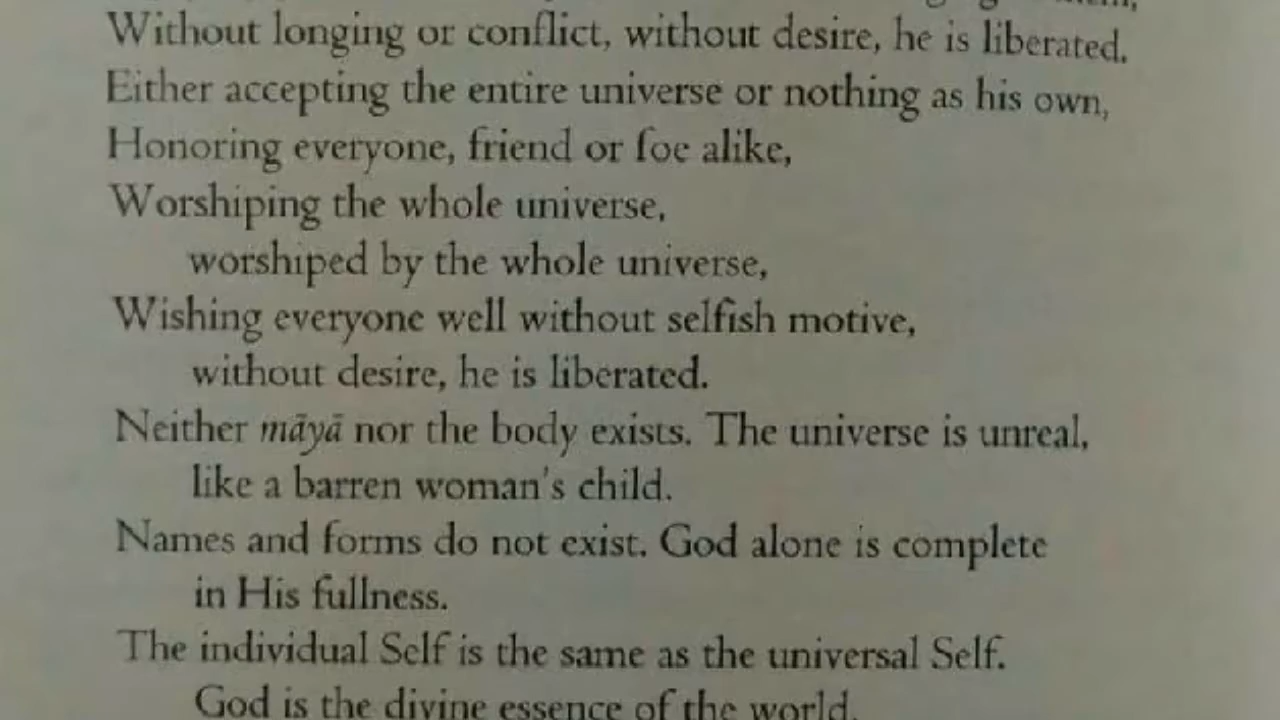 Without longing or conflict, without desire, he is liberated.
Either accepting the entire universe or nothing as his own,
Honoring everyone, friend or foe alike,
Worshiping the whole universe,
worshiped by the whole universe,
Wishing everyone well without selfish motive,
without desire, he is liberated.
Neither māyā nor the body exists. The universe is unreal,
like a barren woman's child.
Names and forms do not exist. God alone is complete
in His fullness.
The individual Self is the same as the universal Self.
God is the divine essence of the world.